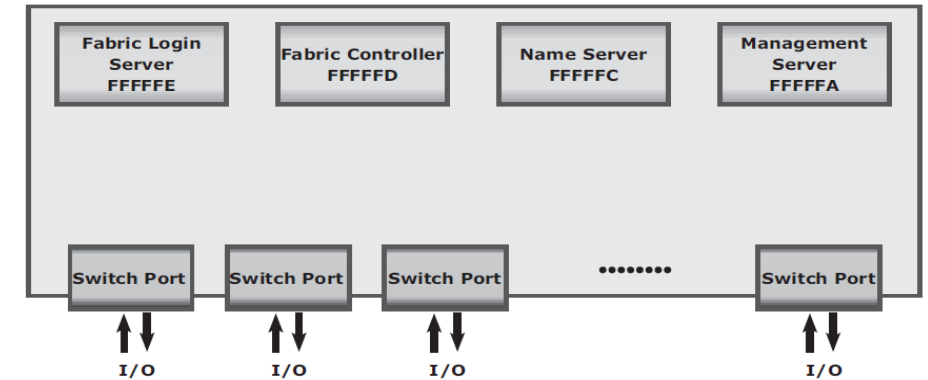 Fabric Login
Server
FFFFFE
Fabric Controller
FFFFFD
Name Server
FFFFFC
Management
Server
FFFFFA
Switch Port
Switch Port
Switch Port
Switch Port
I/O
I/O
I/O
I/O